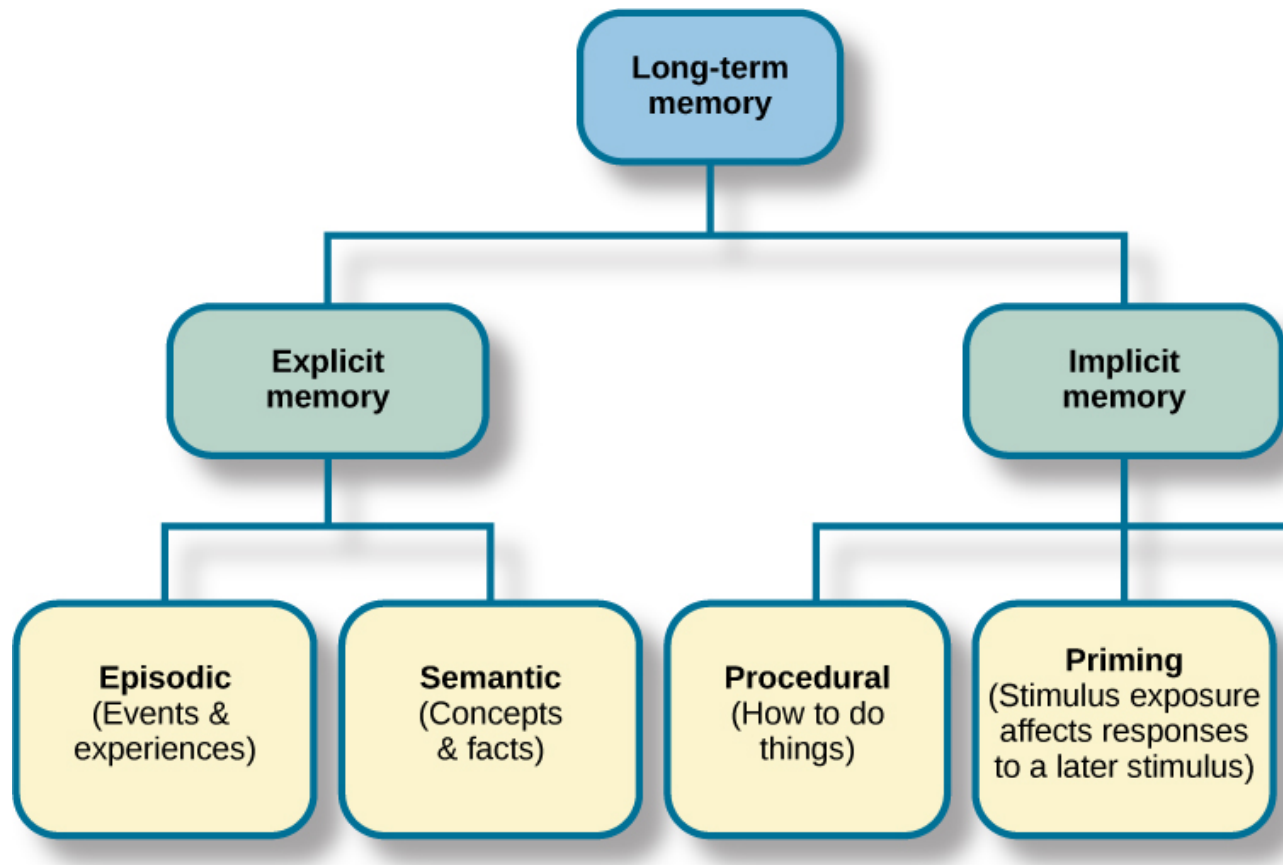 Long-term
memory
Explicit
memory
Implicit
memory
Episodic
(Events &
experiences)
Semantic
(Concepts
& facts)
Procedural
(How to do
things)
Priming
(Stimulus exposure
affects responses
to a later stimulus)